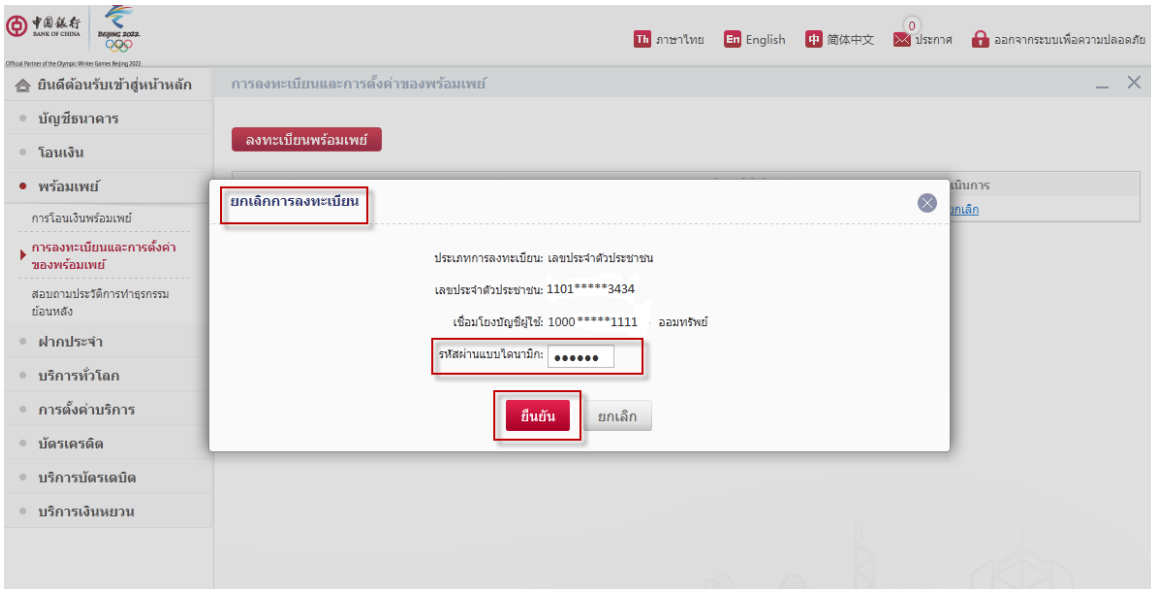 中国银行
BANK OF CHINA
BEIJING 2022
Official Partner of the Olympic Winter Games Beijing 2022
Th ภาษาไทย En English 中 简体中文 0 ประกาศ ออกจากระบบเพื่อความปลอดภัย
ยินดีต้อนรับเข้าสู่หน้าหลัก
การลงทะเบียนและการตั้งค่าของพร้อมเพย์
บัญชีธนาคาร
โอนเงิน
พร้อมเพย์
การโอนเงินพร้อมเพย์
การลงทะเบียนและการตั้งค่า
ของพร้อมเพย์
สอบถามประวัติการทำธุรกรรม
ย้อนหลัง
ฝากประจำ
บริการทั่วโลก
การตั้งค่าบริการ
บัตรเครดิต
บริการบัตรเดบิต
บริการเงินหยวน
ลงทะเบียนพร้อมเพย์
เนินการ
ยกเลิก
ยกเลิกการลงทะเบียน
ประเภทการลงทะเบียน: เลขประจำตัวประชาชน
เลขประจำตัวประชาชน: 1101*****3434
เชื่อมโยงบัญชีผู้ใช้: 1000*****1111 ออมทรัพย์
รหัสผ่านแบบไดนามิก: ●●●●●●
ยืนยัน ยกเลิก